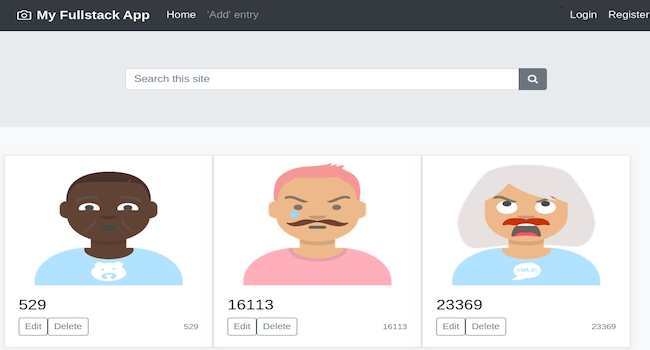 My Fullstack App Home 'Add' entry Login Register
Search this site
HOLA!
529 16113 23369
Edit Delete 529 Edit Delete 16113 Edit Delete 23369